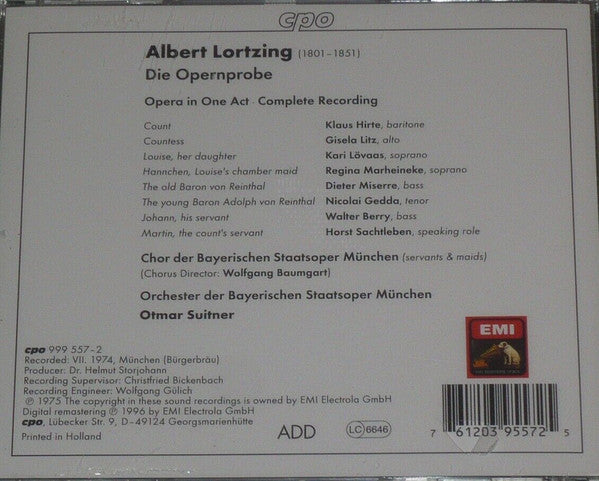 cpo
Albert Lortzing (1801–1851)
Die Opernprobe
Opera in One Act · Complete Recording
Count Klaus Hirte, baritone
Countess Gisela Litz, alto
Louise, her daughter Kari Lövaas, soprano
Hannchen, Louise's chamber maid Regina Marheineke, soprano
The old Baron von Reinthal Dieter Miserre, bass
The young Baron Adolph von Reinthal Nicolai Gedda, tenor
Johann, his servant Walter Berry, bass
Martin, the count's servant Horst Sachtleben, speaking role
Chor der Bayerischen Staatsoper München (servants & maids)
(Chorus Director: Wolfgang Baumgart)
Orchester der Bayerischen Staatsoper München
Otmar Suitner
cpo 999 557-2
Recorded: VII. 1974, München (Bürgerbräu)
Producer: Dr. Helmut Storjohann
Recording Supervisor: Christfried Bickenbach
Recording Engineer: Wolfgang Gülich
℗ 1975 The copyright in these sound recordings is owned by EMI Electrola GmbH
Digital remastering ℗ 1996 by EMI Electrola GmbH
cpo, Lübecker Str. 9, D–49124 Georgsmarienhütte
Printed in Holland
ADD
LC 6646
EMI
7 61203 95572 5